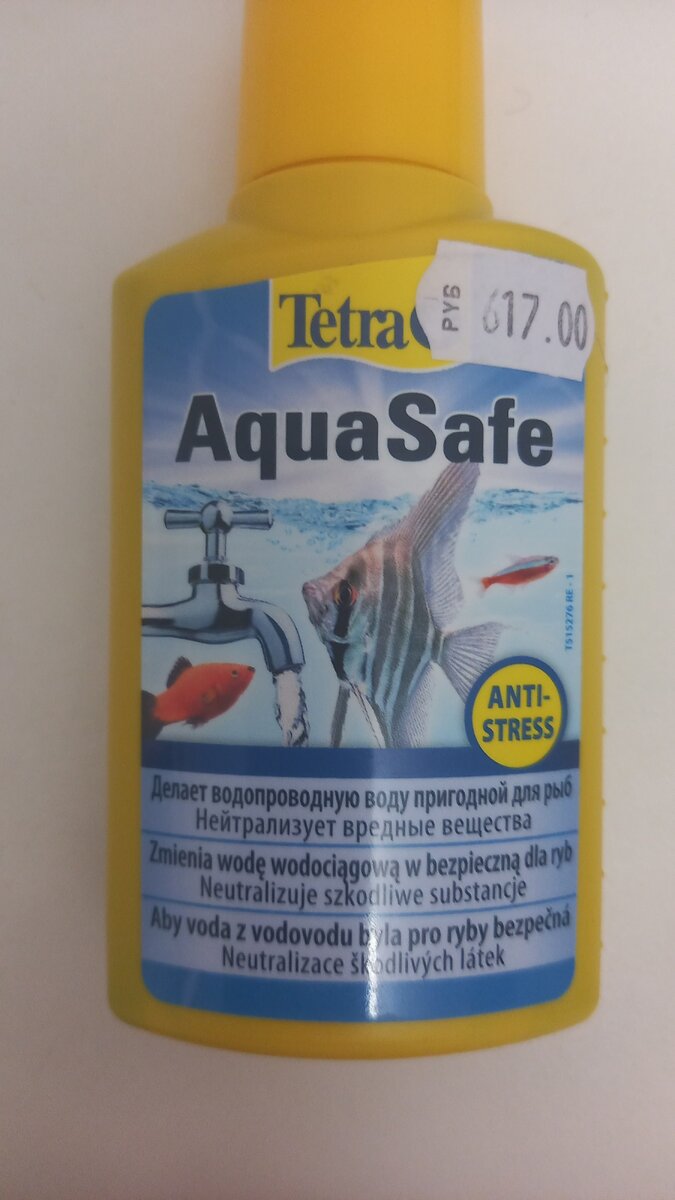 Tetra
РУБ 617.00
AquaSafe
T515276 RE - 1
ANTI-
STRESS
Делает водопроводную воду пригодной для рыб
Нейтрализует вредные вещества
Zmienia wodę wodociągową w bezpieczną dla ryb
Neutralizuje szkodliwe substancje
Aby voda z vodovodu byla pro ryby bezpečná
Neutralizace škodlivých látek